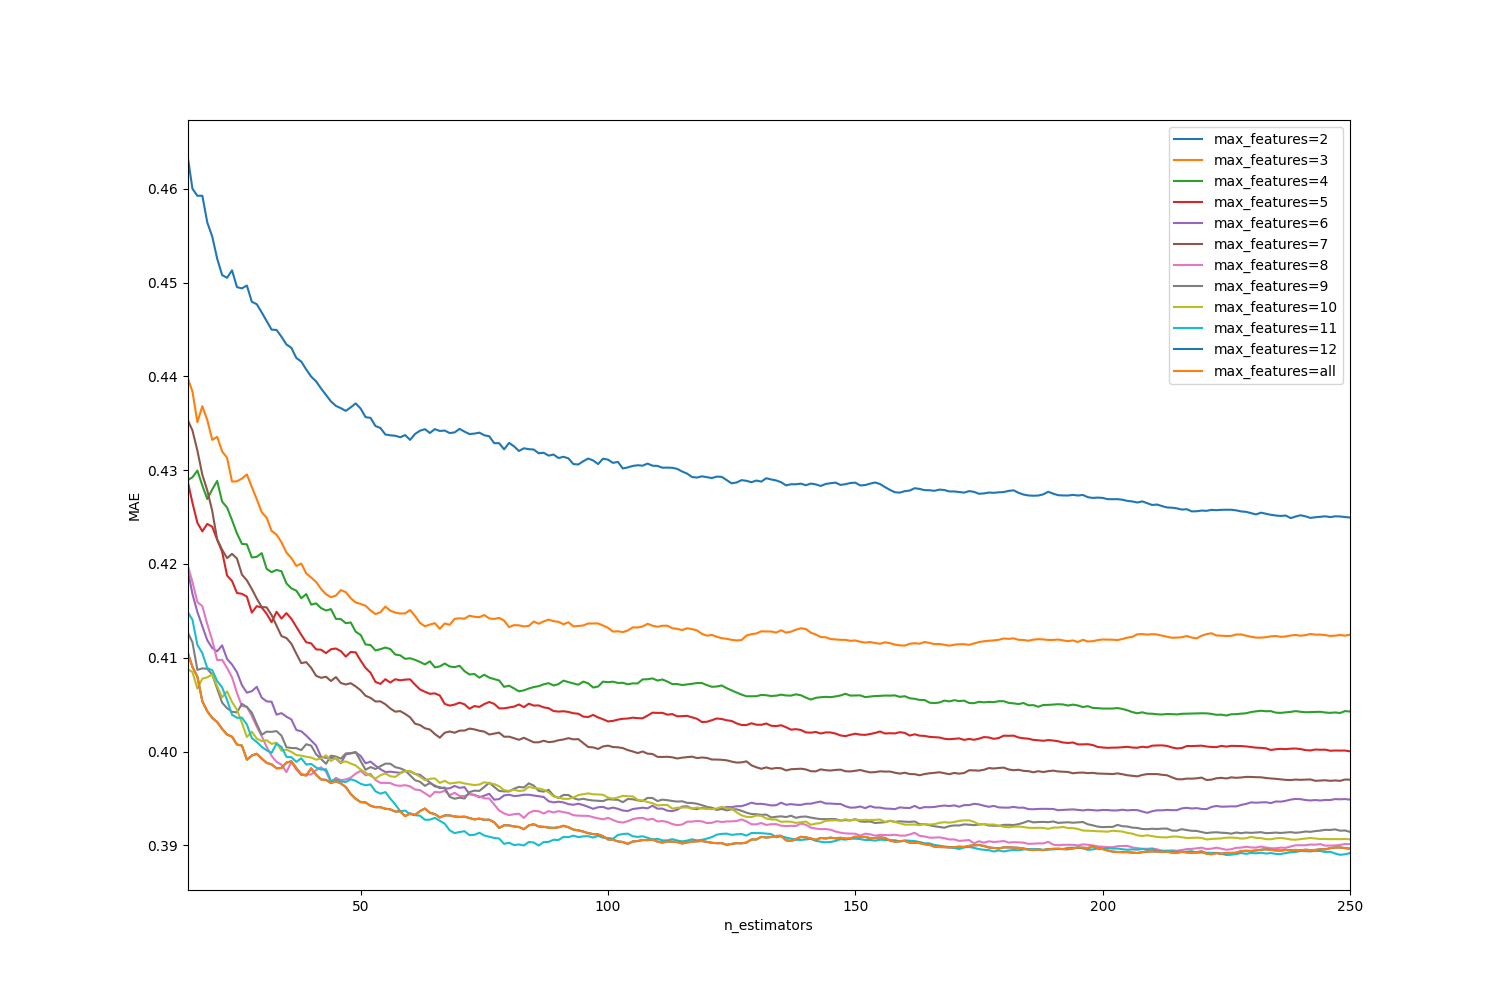 max_features=2
max_features=3
max_features=4
max_features=5
max_features=6
max_features=7
max_features=8
max_features=9
max_features=10
max_features=11
max_features=12
max_features=all
0.46
0.45
0.44
0.43
0.42
0.41
0.40
0.39
MAE
50 100 150 200 250
n_estimators